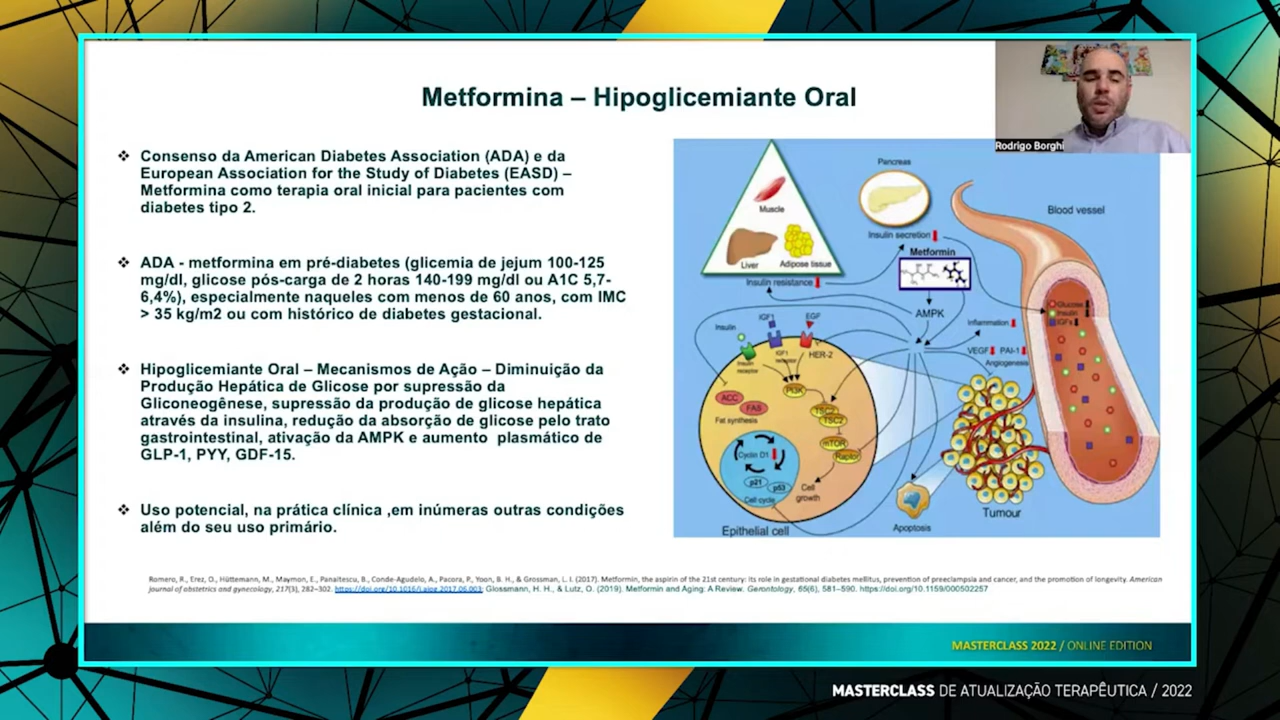 Metformina – Hipoglicemiante Oral
Rodrigo Borghi
❖ Consenso da American Diabetes Association (ADA) e da
European Association for the Study of Diabetes (EASD) –
Metformina como terapia oral inicial para pacientes com
diabetes tipo 2.
❖ ADA - metformina em pré-diabetes (glicemia de jejum 100-125
mg/dl, glicose pós-carga de 2 horas 140-199 mg/dl ou A1C 5,7-
6,4%), especialmente naqueles com menos de 60 anos, com IMC
> 35 kg/m2 ou com histórico de diabetes gestacional.
❖ Hipoglicemiante Oral – Mecanismos de Ação – Diminuição da
Produção Hepática de Glicose por supressão da
Gliconeogênese, supressão da produção de glicose hepática
através da insulina, redução da absorção de glicose pelo trato
gastrointestinal, ativação da AMPK e aumento plasmático de
GLP-1, PYY, GDF-15.
❖ Uso potencial, na prática clínica ,em inúmeras outras condições
além do seu uso primário.
Pancreas
Muscle
Liver
Adipose tissue
Insulin resistance
Insulin secretion
Metformin
AMPK
Blood vessel
Glucose
Insulin
IGFs
Inflammation
VEGF PAI-1
Angiogenesis
Insulin
IGF1
EGF
Insulin
receptor
IGF1
receptor
HER-2
PI3K
ACC
FAS
Fat synthesis
TSC2
mTOR
Raptor
Cyclin D1
p21
p53
Cell cycle
Cell
growth
Epithelial cell
Apoptosis
Tumour
Romero, R., Erez, O., Hüttemann, M., Maymon, E., Panaitescu, B., Conde-Agudelo, A., Pacora, P., Yoon, B. H., & Grossman, L. I. (2017). Metformin, the aspirin of the 21st century: its role in gestational diabetes mellitus, prevention of preeclampsia and cancer, and the promotion of longevity. American
journal of obstetrics and gynecology, 217(3), 282–302. https://doi.org/10.1016/j.ajog.2017.06.003; Glossmann, H. H., & Lutz, O. (2019). Metformin and Aging: A Review. Gerontology, 65(6), 581–590. https://doi.org/10.1159/000502257
MASTERCLASS 2022 / ONLINE EDITION
MASTERCLASS DE ATUALIZAÇÃO TERAPÊUTICA / 2022